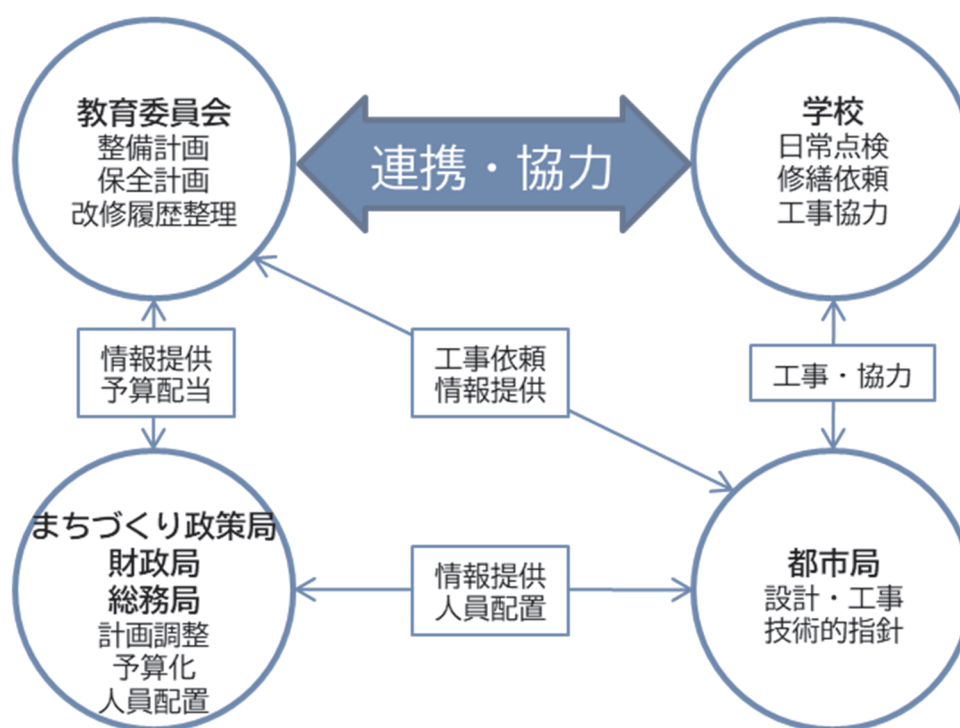 教育委員会
整備計画
保全計画
改修履歴整理
連携・協力
学校
日常点検
修繕依頼
工事協力
情報提供
予算配当
工事依頼
情報提供
工事・協力
まちづくり政策局
財政局
総務局
計画調整
予算化
人員配置
情報提供
人員配置
都市局
設計・工事
技術的指針